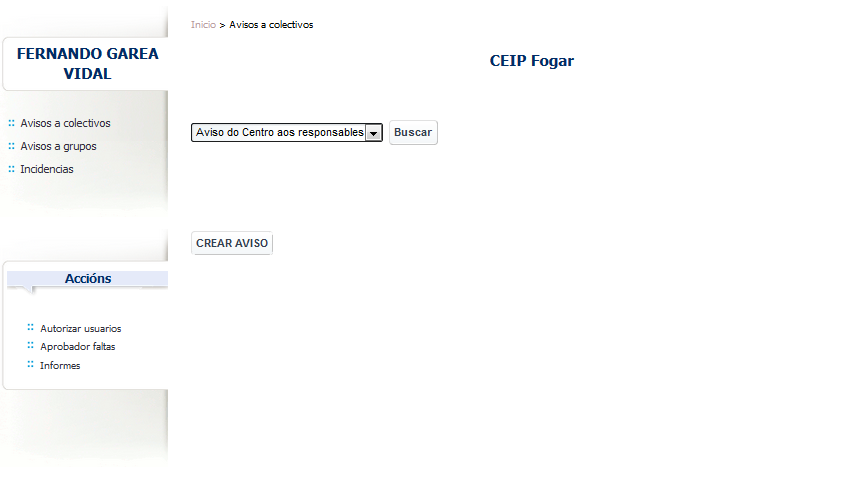 Inicio > Avisos a colectivos
FERNANDO GAREA
VIDAL
CEIP Fogar
Avisos a colectivos
Avisos a grupos
Incidencias
Aviso do Centro aos responsables
Buscar
CREAR AVISO
Accións
Autorizar usuarios
Aprobador faltas
Informes